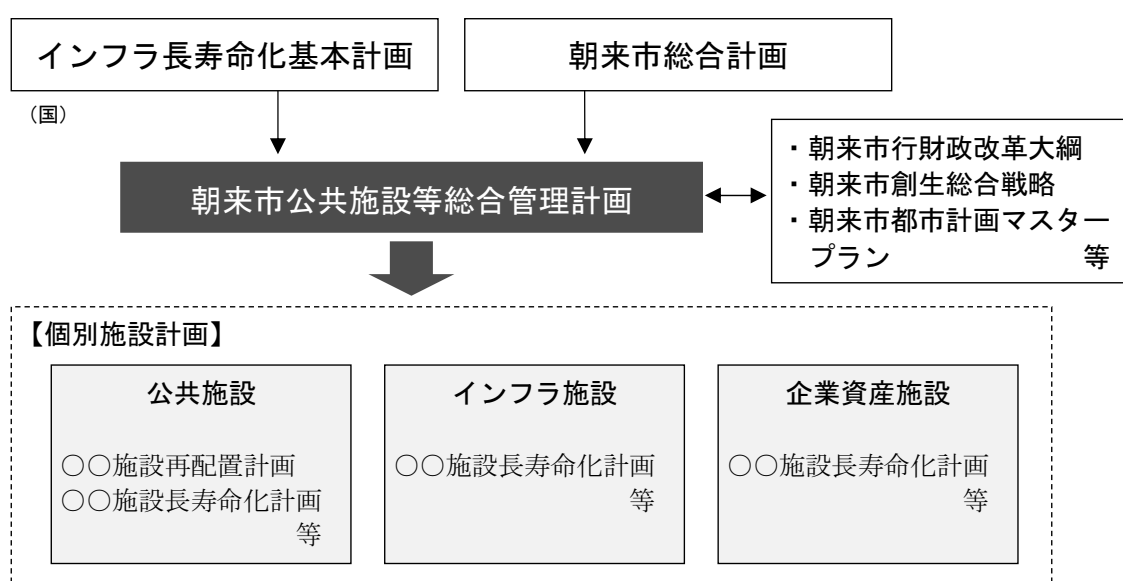 インフラ長寿命化基本計画
朝来市総合計画
（国）
・朝来市行財政改革大綱
・朝来市創生総合戦略
・朝来市都市計画マスター
プラン 等
朝来市公共施設等総合管理計画
【個別施設計画】
公共施設
○○施設再配置計画
○○施設長寿命化計画
等
インフラ施設
○○施設長寿命化計画
等
企業資産施設
○○施設長寿命化計画
等